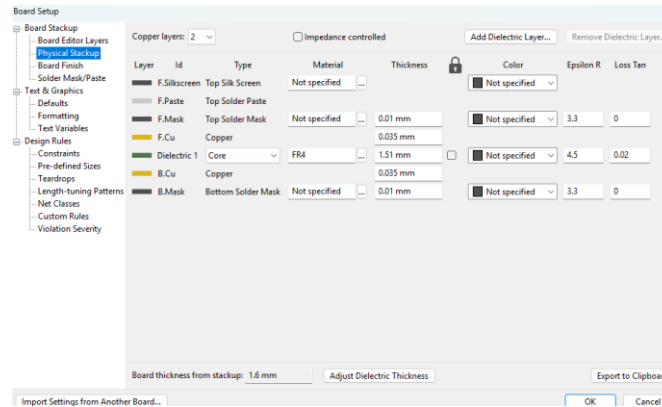 Board Setup
Board Stackup
Board Editor Layers
Physical Stackup
Board Finish
Solder Mask/Paste
Text & Graphics
Defaults
Formatting
Text Variables
Design Rules
Constraints
Pre-defined Sizes
Teardrops
Length-tuning Patterns
Net Classes
Custom Rules
Violation Severity
Copper layers: 2
Impedance controlled
Add Dielectric Layer...
Remove Dielectric Layer...
Layer Id Type Material Thickness Color Epsilon R Loss Tan
F.Silkscreen Top Silk Screen Not specified ... Not specified
F.Paste Top Solder Paste
F.Mask Top Solder Mask Not specified ... 0.01 mm Not specified 3.3 0
F.Cu Copper 0.035 mm
Dielectric 1 Core FR4 ... 1.51 mm Not specified 4.5 0.02
B.Cu Copper 0.035 mm
B.Mask Bottom Solder Mask Not specified ... 0.01 mm Not specified 3.3 0
Board thickness from stackup: 1.6 mm
Adjust Dielectric Thickness
Export to Clipboa
Import Settings from Another Board...
OK
Cancel